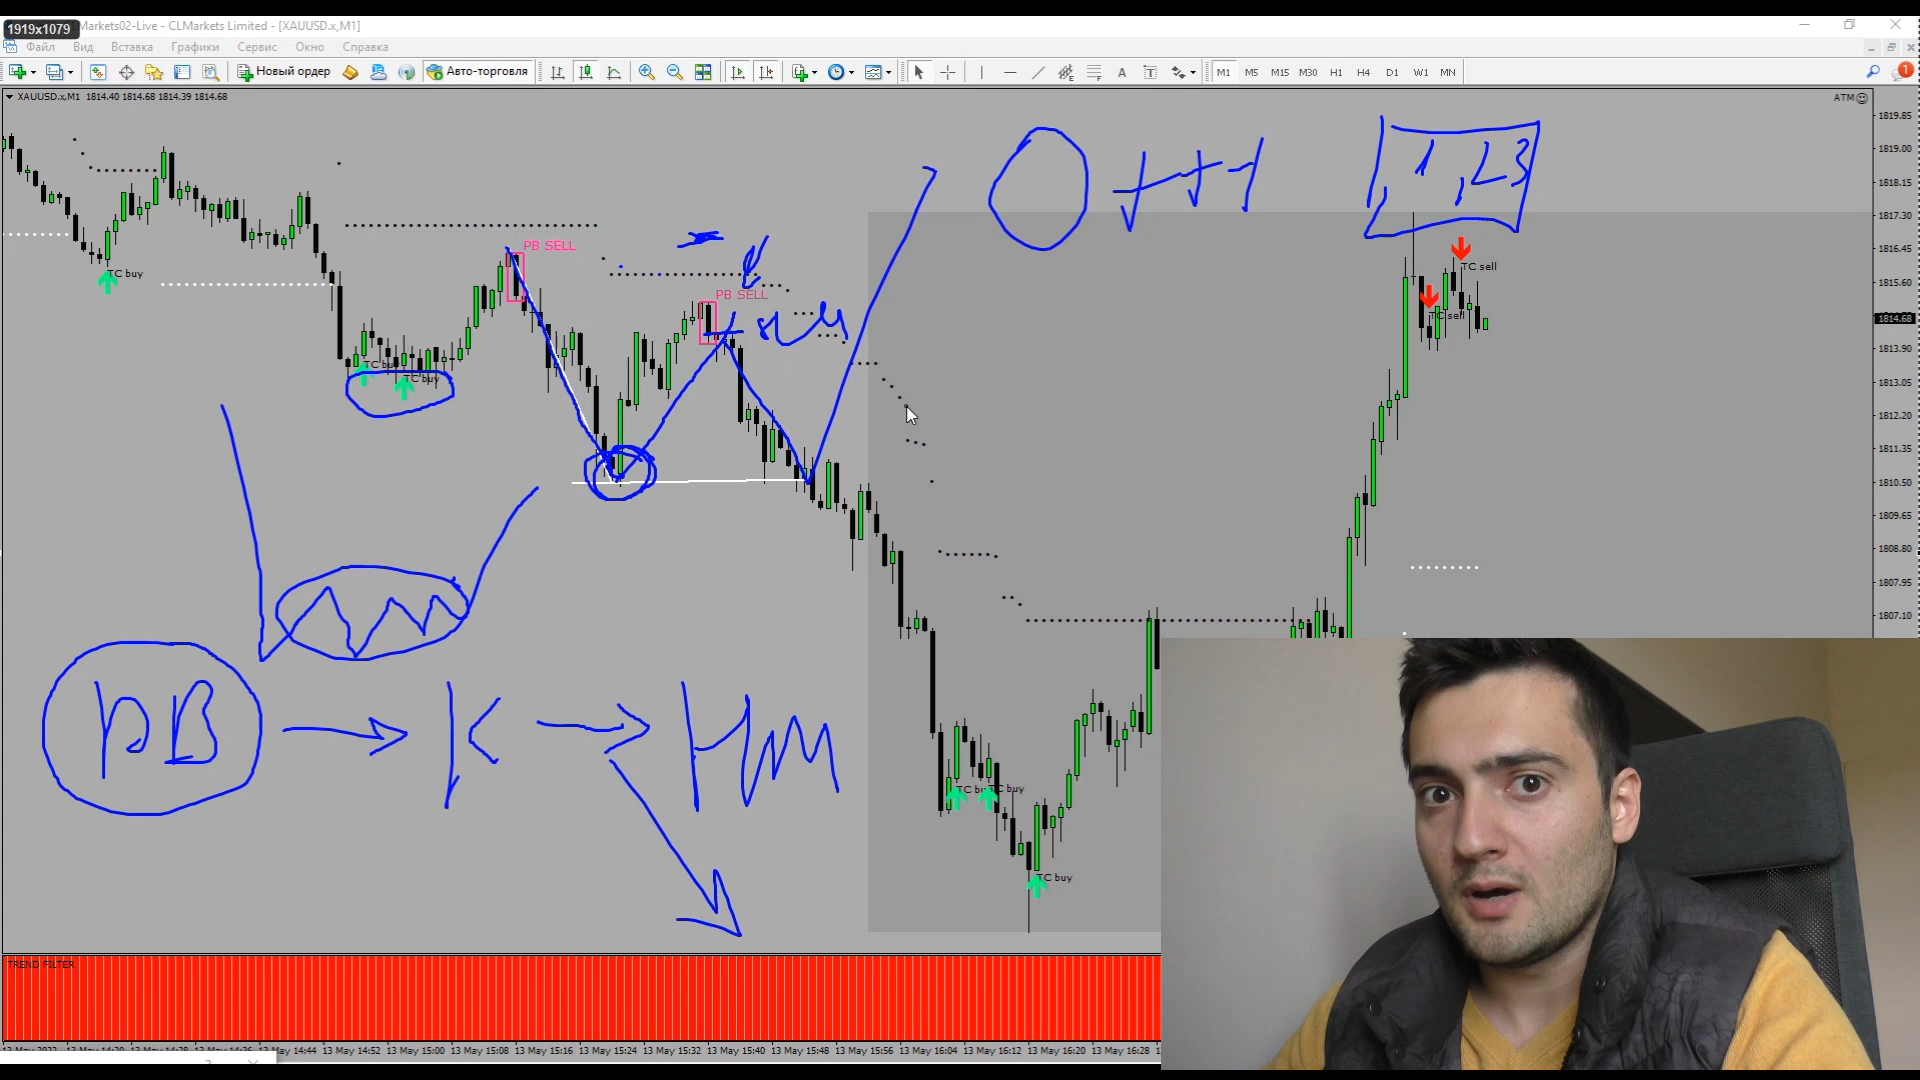 1919x1079
Markets02-Live - CLMarkets Limited - [XAUUSD.x,M1]
Файл Вид Вставка Графики Сервис Окно Справка
Новый ордер Авто-торговля A T M1 M5 M15 M30 H1 H4 D1 W1 MN 1
XAUUSD.x,M1 1814.40 1814.68 1814.39 1814.68
ATM
1819.85
1819.00
1818.15
1817.30
1816.45
1814.68
1813.90
1813.05
1812.20
1811.35
1810.50
1809.65
1808.80
1807.95
1807.10
PB SELL
PB SELL
TC buy
TC buy
TC buy
TC sell
TC sell
TC buy
TC buy
TC buy
PB
K
TREND FILTER
13 May 14:44 13 May 14:52 13 May 15:00 13 May 15:08 13 May 15:16 13 May 15:24 13 May 15:32 13 May 15:40 13 May 15:48 13 May 15:56 13 May 16:04 13 May 16:12 13 May 16:20 13 May 16:28